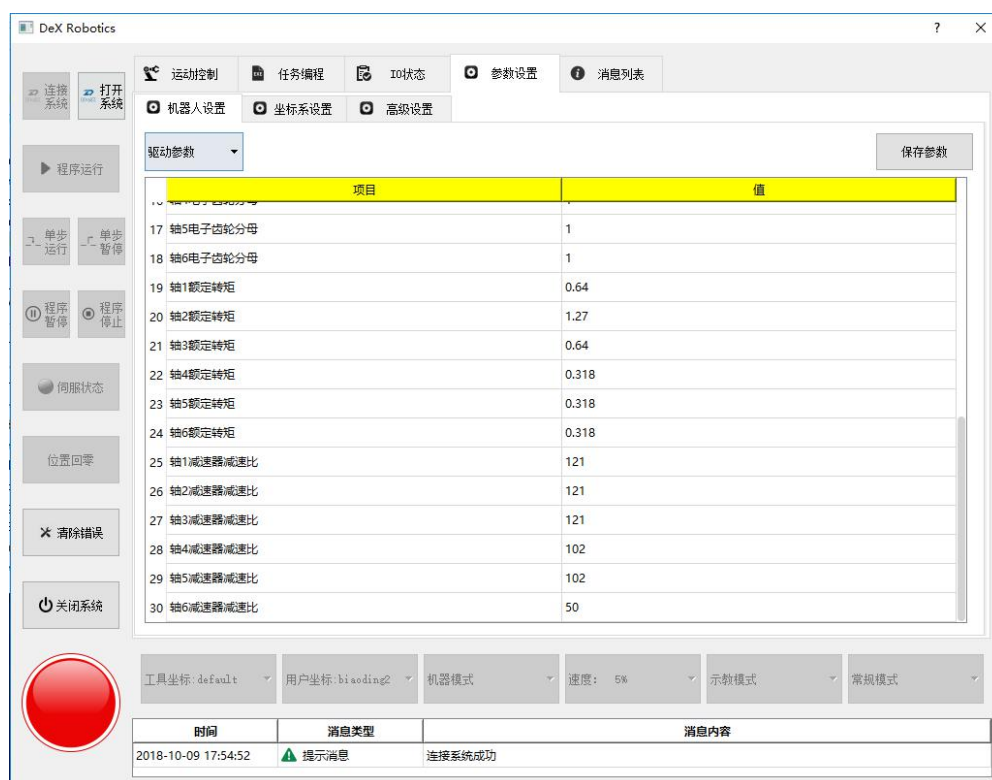 DeX Robotics
?
运动控制
任务编程
IO状态
参数设置
消息列表
连接
系统
打开
系统
机器人设置
坐标系设置
高级设置
驱动参数
保存参数
程序运行
项目
值
17 轴5电子齿轮分母 1
18 轴6电子齿轮分母 1
单步
运行
单步
暂停
19 轴1额定转矩 0.64
20 轴2额定转矩 1.27
程序
暂停
程序
停止
21 轴3额定转矩 0.64
22 轴4额定转矩 0.318
伺服状态
23 轴5额定转矩 0.318
24 轴6额定转矩 0.318
位置回零
25 轴1减速器减速比 121
26 轴2减速器减速比 121
27 轴3减速器减速比 121
清除错误
28 轴4减速器减速比 102
29 轴5减速器减速比 102
30 轴6减速器减速比 50
关闭系统
工具坐标:default
用户坐标:biaoding2
机器模式
速度: 5%
示教模式
常规模式
时间 消息类型 消息内容
2018-10-09 17:54:52 提示消息 连接系统成功